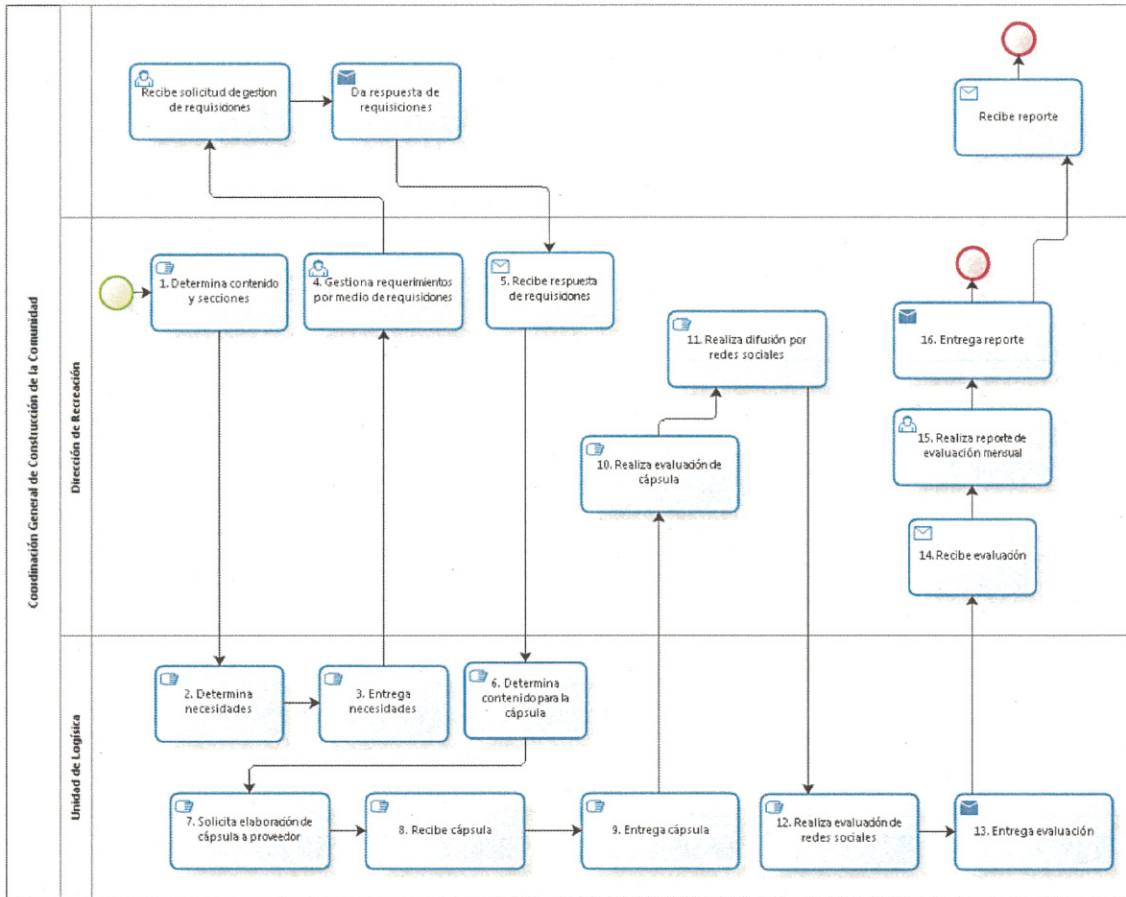 Coordinación General de Construcción de la Comunidad
Recibe solicitud de gestion
de requisiciones
Da respuesta de
requisiciones
Recibe reporte
Dirección de Recreación
1. Determina contenido
y secciones
4. Gestiona requerimientos
por medio de requisiciones
5. Recibe respuesta
de requisiciones
11. Realiza difusión por
redes sociales
16. Entrega reporte
10. Realiza evaluación de
cápsula
15. Realiza reporte de
evaluación mensual
14. Recibe evaluación
Unidad de Logísica
2. Determina
necesidades
3. Entrega
necesidades
6. Determina
contenido para la
cápsula
7. Solicita elaboración de
cápsula a proveedor
8. Recibe cápsula
9. Entrega cápsula
12. Realiza evaluación de
redes sociales
13. Entrega evaluación